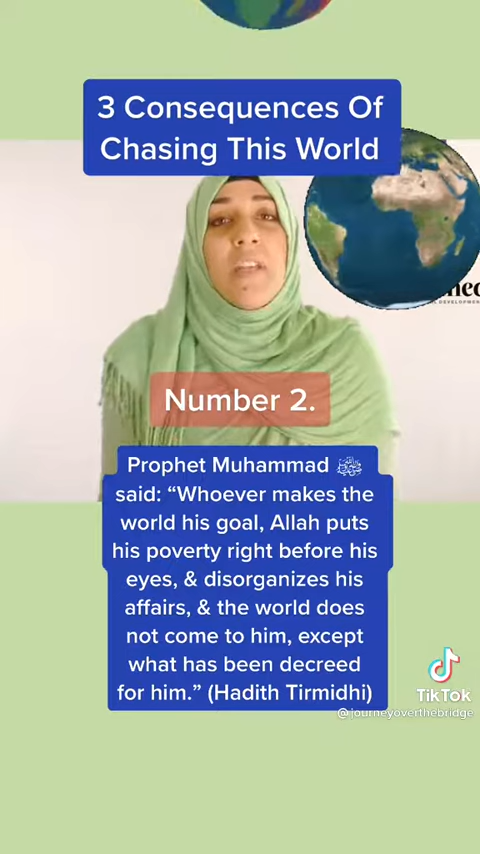 3 Consequences Of
Chasing This World
DEVELOPMEN
Number 2.
Prophet Muhammad ﷺ
said: “Whoever makes the
world his goal, Allah puts
his poverty right before his
eyes, & disorganizes his
affairs, & the world does
not come to him, except
what has been decreed
for him.” (Hadith Tirmidhi)
TikTok
@journeyoverthebridge